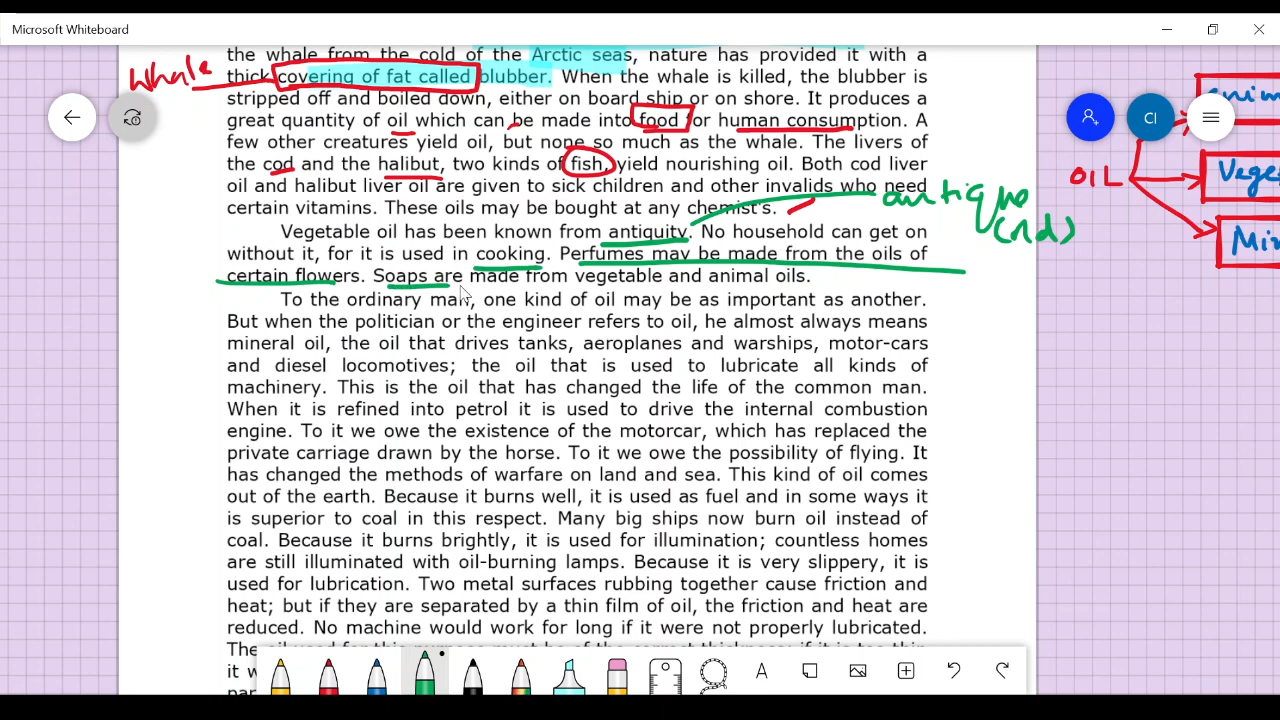 Microsoft Whiteboard
the whale from the cold of the Arctic seas, nature has provided it with a
whale
thick covering of fat called blubber. When the whale is killed, the blubber is
stripped off and boiled down, either on board ship or on shore. It produces a
great quantity of oil which can be made into food for human consumption. A
few other creatures yield oil, but none so much as the whale. The livers of
the cod and the halibut, two kinds of fish, yield nourishing oil. Both cod liver
oil and halibut liver oil are given to sick children and other invalids who need
certain vitamins. These oils may be bought at any chemist's.
CI
OIL
Vege
Mi
antique
(nd)
Vegetable oil has been known from antiquity. No household can get on
without it, for it is used in cooking. Perfumes may be made from the oils of
certain flowers. Soaps are made from vegetable and animal oils.
To the ordinary man, one kind of oil may be as important as another.
But when the politician or the engineer refers to oil, he almost always means
mineral oil, the oil that drives tanks, aeroplanes and warships, motor-cars
and diesel locomotives; the oil that is used to lubricate all kinds of
machinery. This is the oil that has changed the life of the common man.
When it is refined into petrol it is used to drive the internal combustion
engine. To it we owe the existence of the motorcar, which has replaced the
private carriage drawn by the horse. To it we owe the possibility of flying. It
has changed the methods of warfare on land and sea. This kind of oil comes
out of the earth. Because it burns well, it is used as fuel and in some ways it
is superior to coal in this respect. Many big ships now burn oil instead of
coal. Because it burns brightly, it is used for illumination; countless homes
are still illuminated with oil-burning lamps. Because it is very slippery, it is
used for lubrication. Two metal surfaces rubbing together cause friction and
heat; but if they are separated by a thin film of oil, the friction and heat are
reduced. No machine would work for long if it were not properly lubricated.
The
it w
A